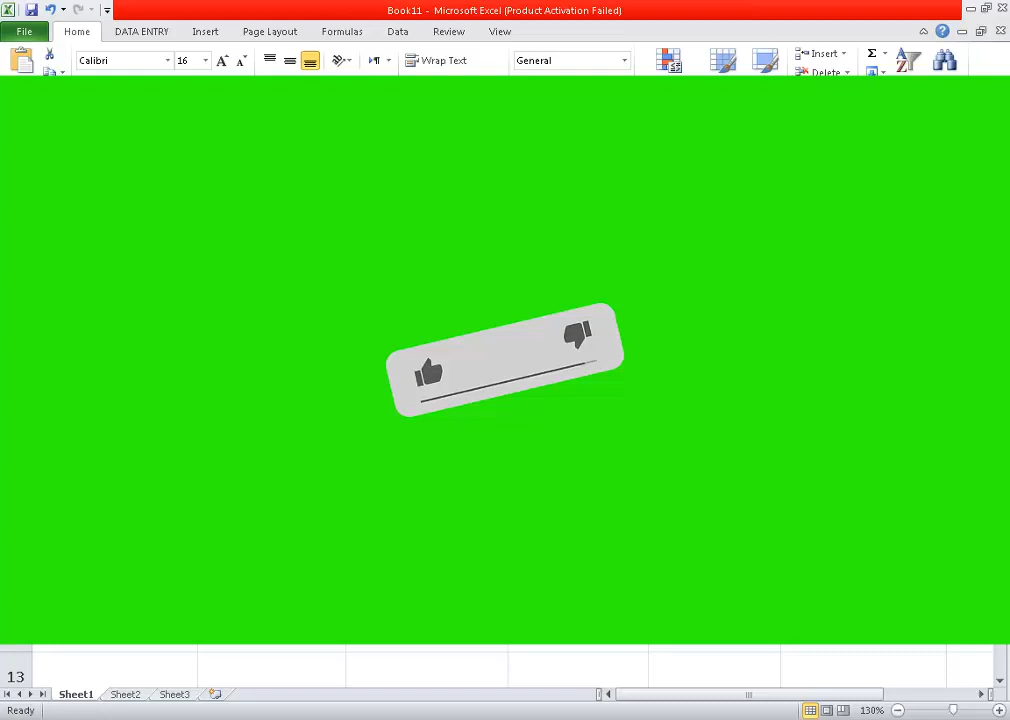 Book11 - Microsoft Excel (Product Activation Failed)
File Home DATA ENTRY Insert Page Layout Formulas Data Review View
Calibri 16 Wrap Text General Insert
Delete
13
Sheet1 Sheet2 Sheet3
Ready 130%